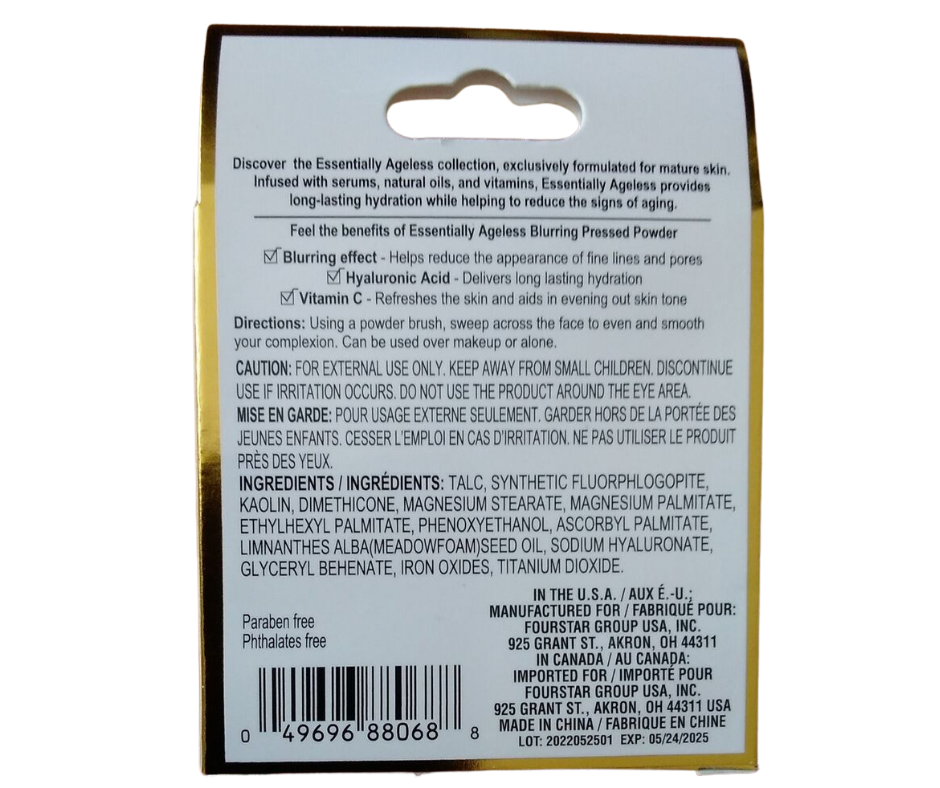 Discover the Essentially Ageless collection, exclusively formulated for mature skin.
Infused with serums, natural oils, and vitamins, Essentially Ageless provides
long-lasting hydration while helping to reduce the signs of aging.
Feel the benefits of Essentially Ageless Blurring Pressed Powder
Blurring effect - Helps reduce the appearance of fine lines and pores
Hyaluronic Acid - Delivers long lasting hydration
Vitamin C - Refreshes the skin and aids in evening out skin tone
Directions: Using a powder brush, sweep across the face to even and smooth
your complexion. Can be used over makeup or alone.
CAUTION: FOR EXTERNAL USE ONLY. KEEP AWAY FROM SMALL CHILDREN. DISCONTINUE
USE IF IRRITATION OCCURS. DO NOT USE THE PRODUCT AROUND THE EYE AREA.
MISE EN GARDE: POUR USAGE EXTERNE SEULEMENT. GARDER HORS DE LA PORTÉE DES
JEUNES ENFANTS. CESSER L'EMPLOI EN CAS D'IRRITATION. NE PAS UTILISER LE PRODUIT
PRÈS DES YEUX.
INGREDIENTS / INGRÉDIENTS: TALC, SYNTHETIC FLUORPHLOGOPITE,
KAOLIN, DIMETHICONE, MAGNESIUM STEARATE, MAGNESIUM PALMITATE,
ETHYLHEXYL PALMITATE, PHENOXYETHANOL, ASCORBYL PALMITATE,
LIMNANTHES ALBA(MEADOWFOAM)SEED OIL, SODIUM HYALURONATE,
GLYCERYL BEHENATE, IRON OXIDES, TITANIUM DIOXIDE.
Paraben free
Phthalates free
IN THE U.S.A. / AUX É.-U.:
MANUFACTURED FOR / FABRIQUÉ POUR:
FOURSTAR GROUP USA, INC.
925 GRANT ST., AKRON, OH 44311
IN CANADA / AU CANADA:
IMPORTED FOR / IMPORTÉ POUR
FOURSTAR GROUP USA, INC.
925 GRANT ST., AKRON, OH 44311 USA
MADE IN CHINA / FABRIQUE EN CHINE
LOT: 2022052501 EXP: 05/24/2025
0 49696 88068 8